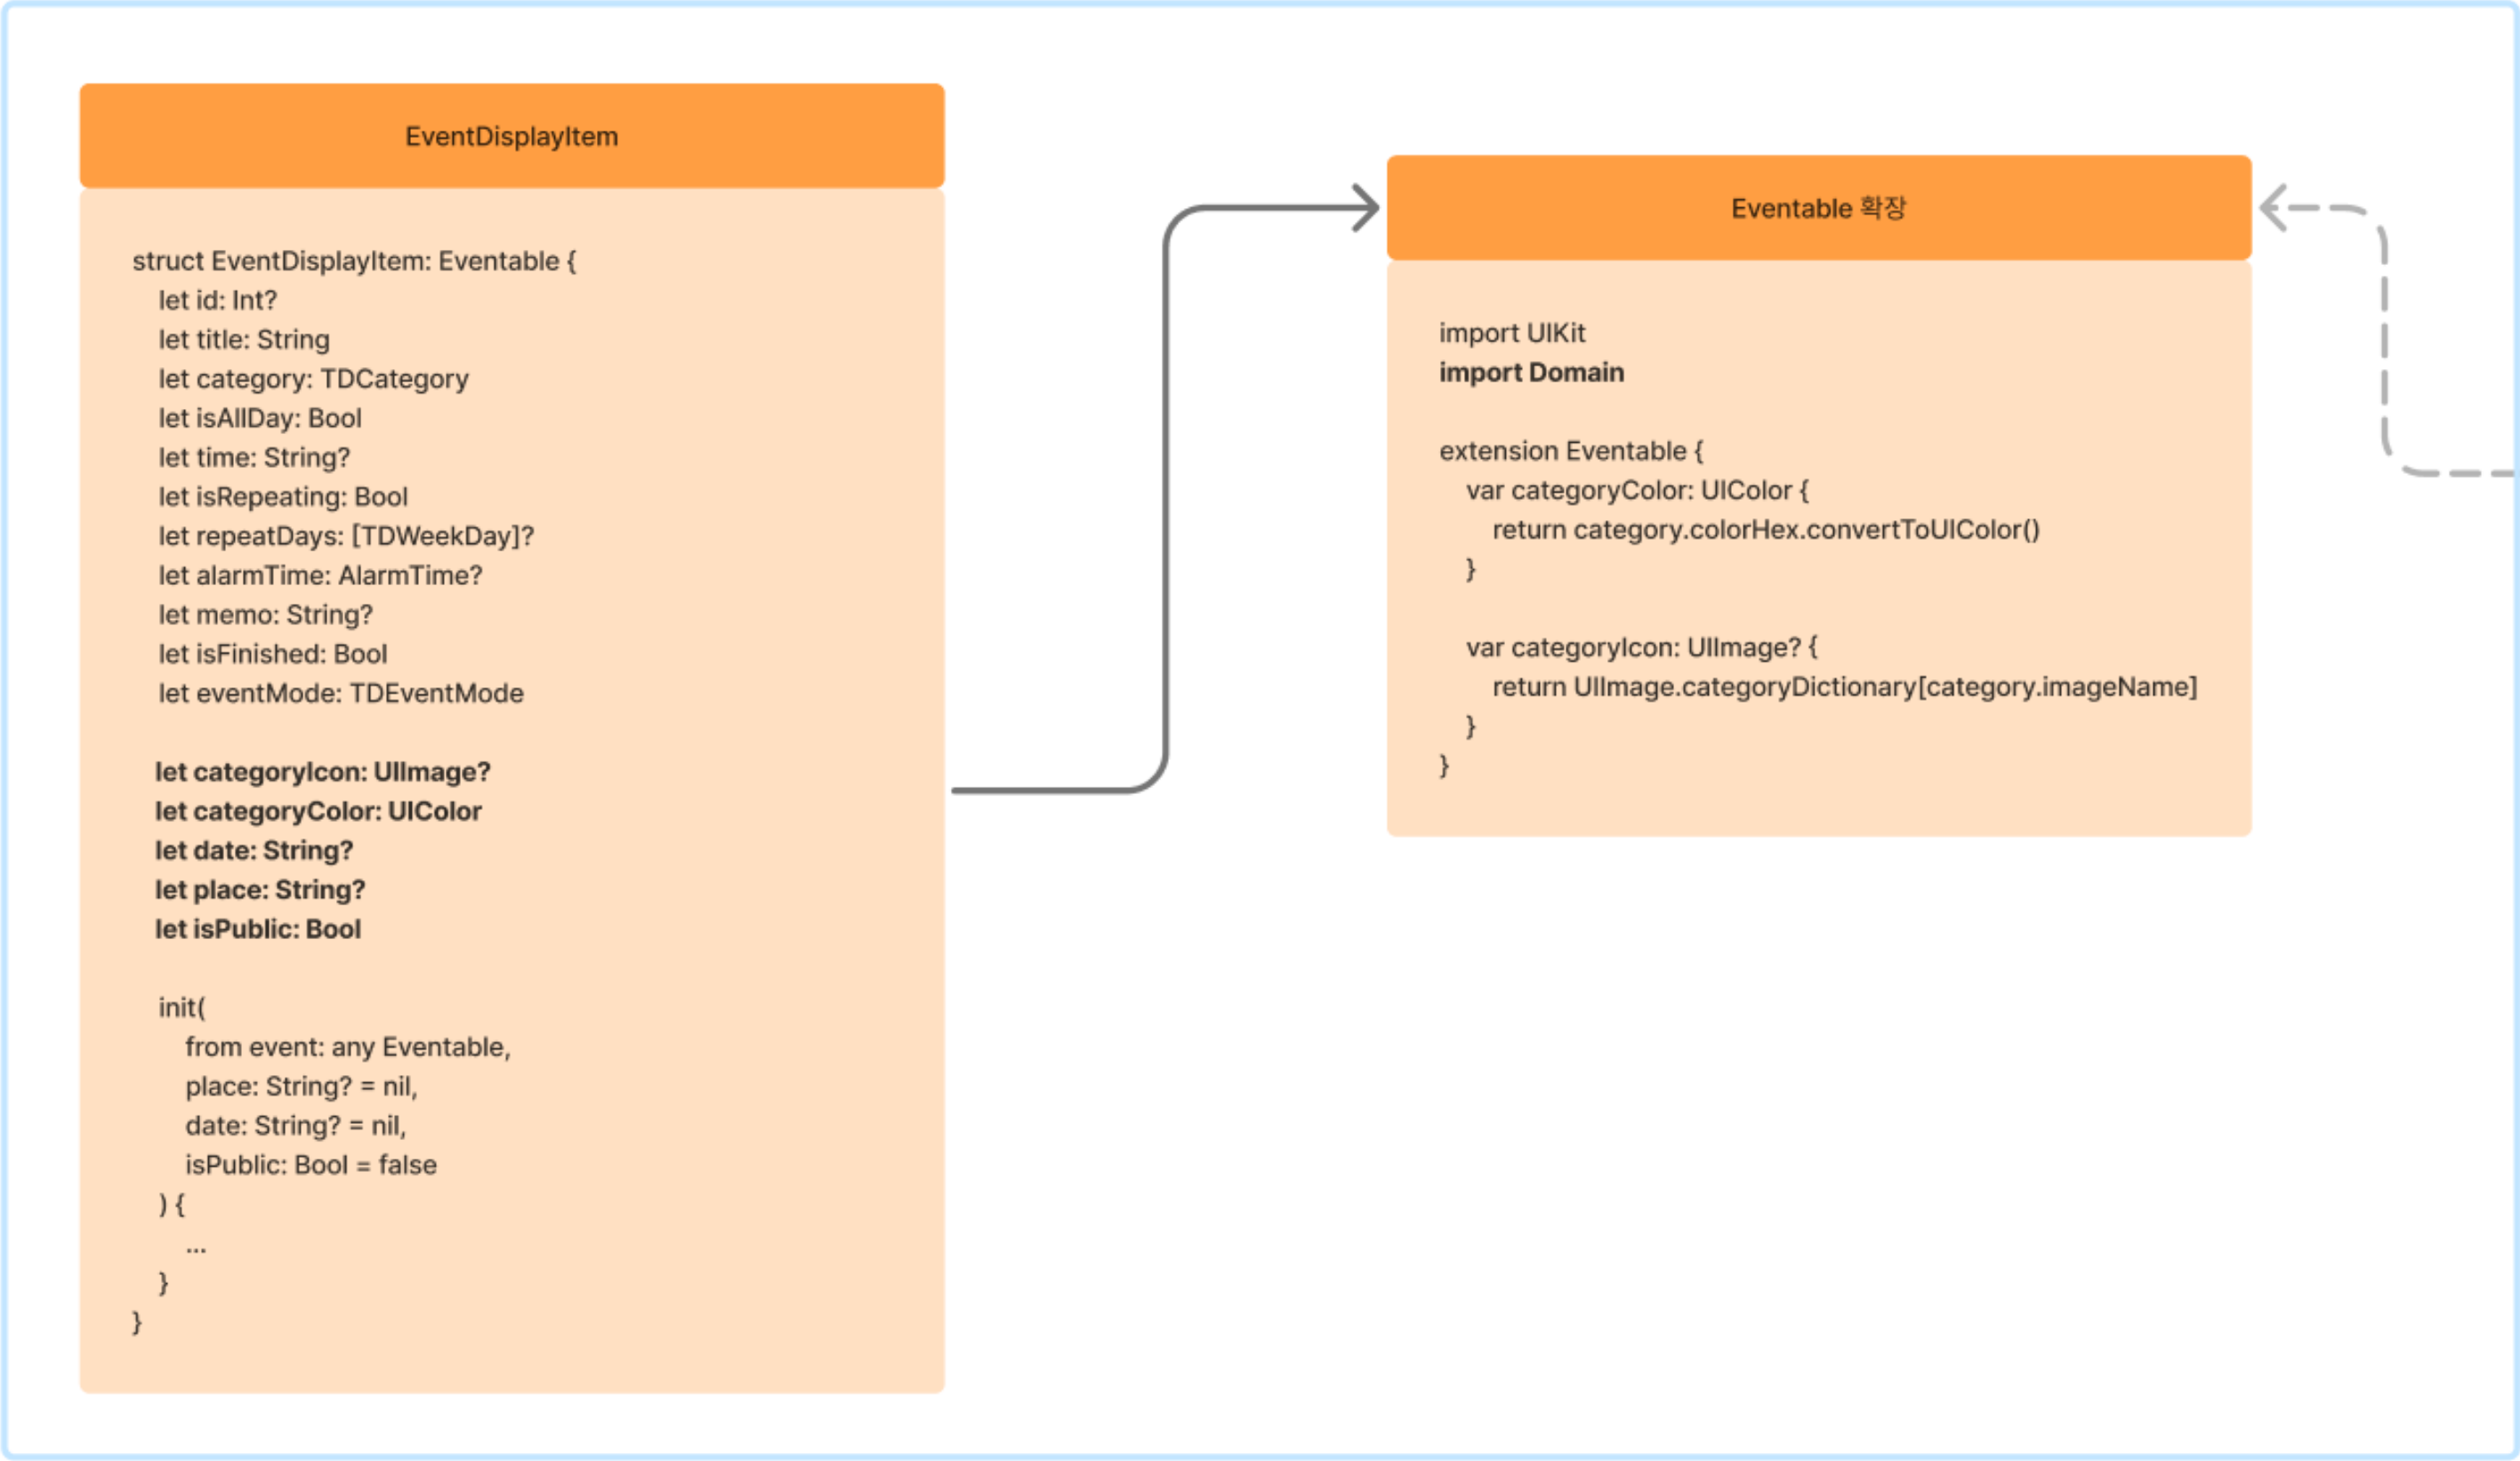 EventDisplayItem
struct EventDisplayItem: Eventable {
let id: Int?
let title: String
let category: TDCategory
let isAllDay: Bool
let time: String?
let isRepeating: Bool
let repeatDays: [TDWeekDay]?
let alarmTime: AlarmTime?
let memo: String?
let isFinished: Bool
let eventMode: TDEventMode
let categoryIcon: UIImage?
let categoryColor: UIColor
let date: String?
let place: String?
let isPublic: Bool
init(
from event: any Eventable,
place: String? = nil,
date: String? = nil,
isPublic: Bool = false
) {
...
}
}
Eventable 확장
import UIKit
import Domain
extension Eventable {
var categoryColor: UIColor {
return category.colorHex.convertToUIColor()
}
var categoryIcon: UIImage? {
return UIImage.categoryDictionary[category.imageName]
}
}